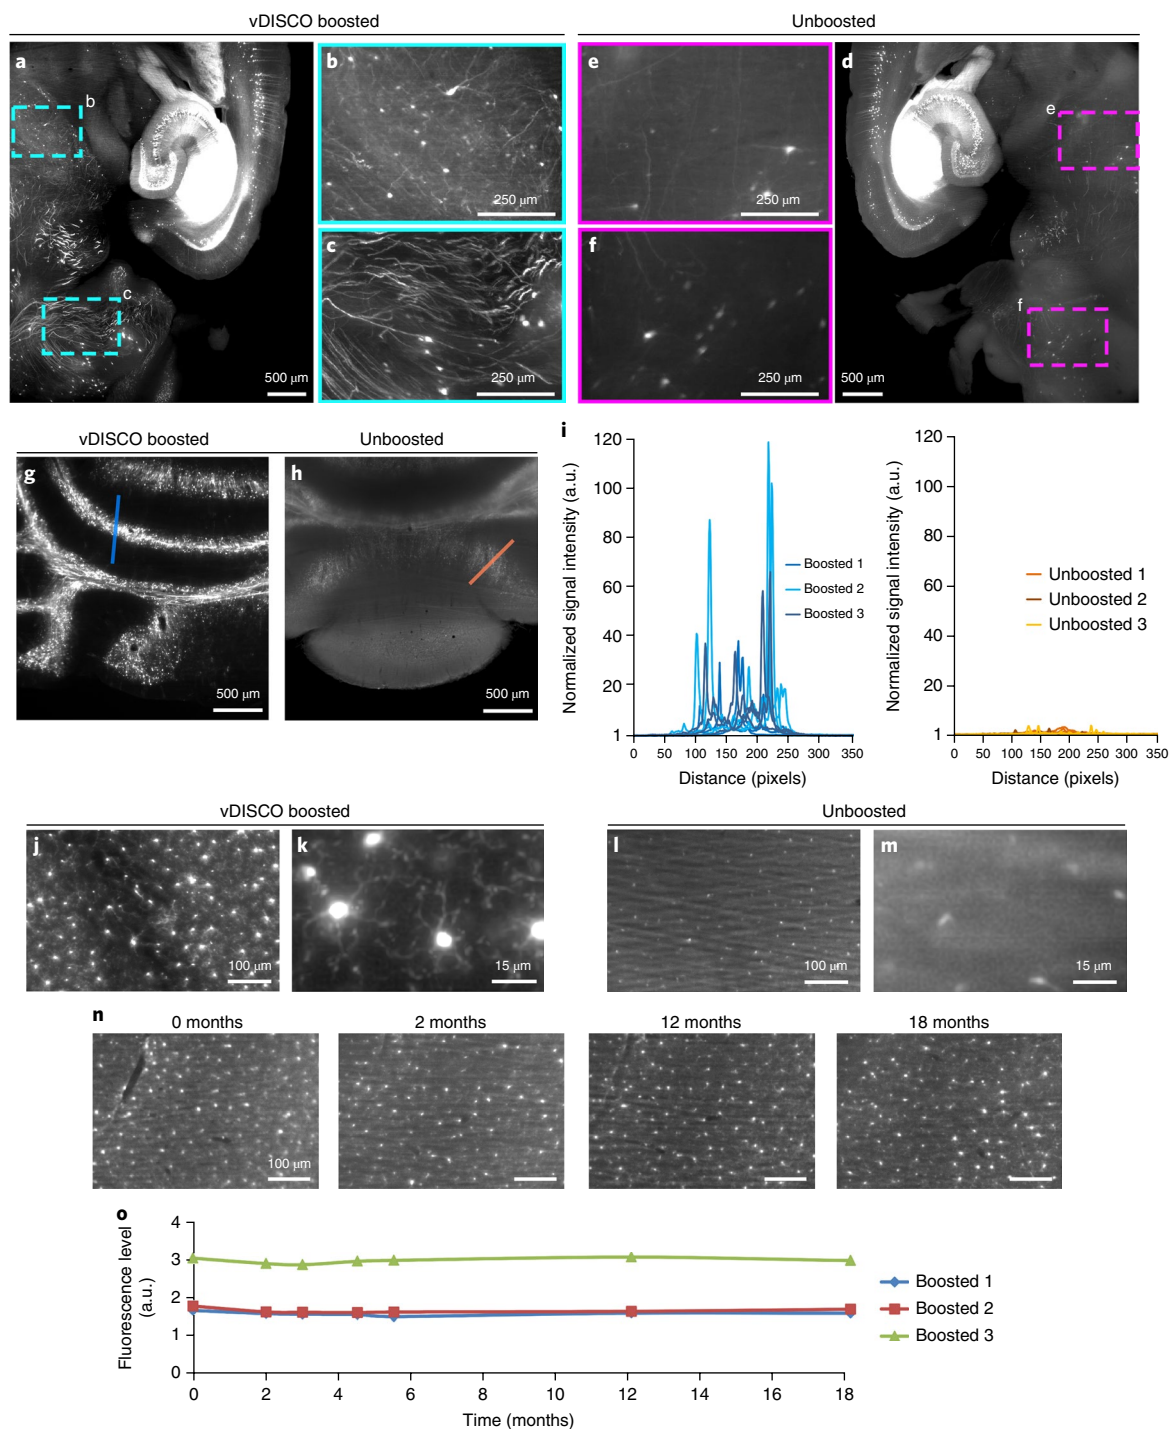 vDISCO boosted
Unboosted
a
b
500 μm
c
b
250 μm
c
250 μm
e
250 μm
f
250 μm
d
e
f
500 μm
vDISCO boosted
Unboosted
g
500 μm
h
500 μm
i
Normalized signal intensity (a.u.)
120
100
80
60
40
20
1
0 50 100 150 200 250 300 350
Distance (pixels)
Boosted 1
Boosted 2
Boosted 3
Normalized signal intensity (a.u.)
120
100
80
60
40
20
1
0 50 100 150 200 250 300 350
Distance (pixels)
Unboosted 1
Unboosted 2
Unboosted 3
vDISCO boosted
Unboosted
j
100 μm
k
15 μm
l
100 μm
m
15 μm
n
0 months
2 months
12 months
18 months
100 μm
o
Fluorescence level
(a.u.)
4
3
2
1
0
0 2 4 6 8 10 12 14 16 18
Time (months)
Boosted 1
Boosted 2
Boosted 3